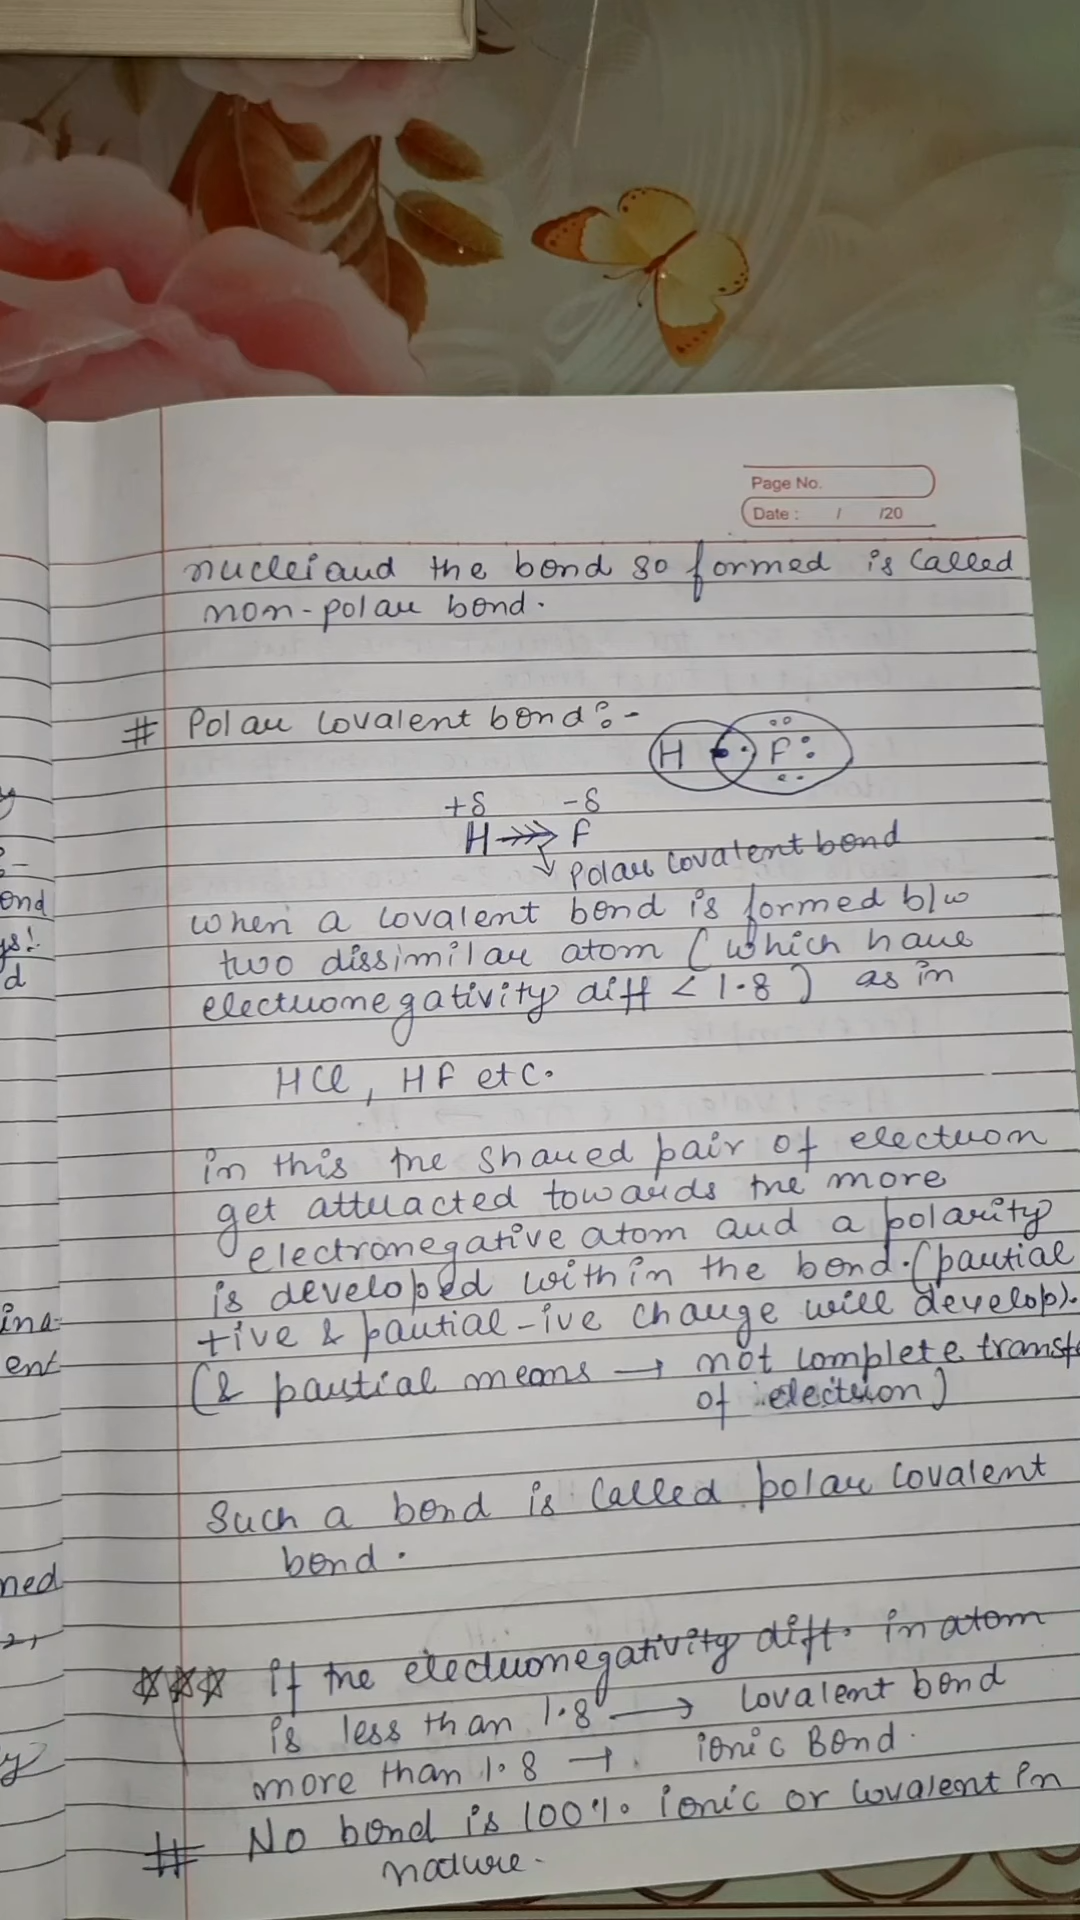 Page No.
Date : / /20
nuclei and the bond so formed is called
non-polar bond.
# Polar covalent bond :-
H F
+δ -δ
H F
Polar covalent bond
when a covalent bond is formed b/w
two dissimilar atom (which have
electronegativity diff < 1.8) as in
HCl, HF etc.
in this the shared pair of electron
get attracted towards the more
electronegative atom and a polarity
is developed within the bond. (partial
+ive & partial -ive charge will develop).
(& partial means → not complete
of electron)
Such a bond is called polar covalent
bond.
if the electronegativity diff. in atom
is less than 1.8 → covalent bond
more than 1.8 → ionic Bond.
# No bond is 100% ionic or covalent in
nature.
ond
d
ent